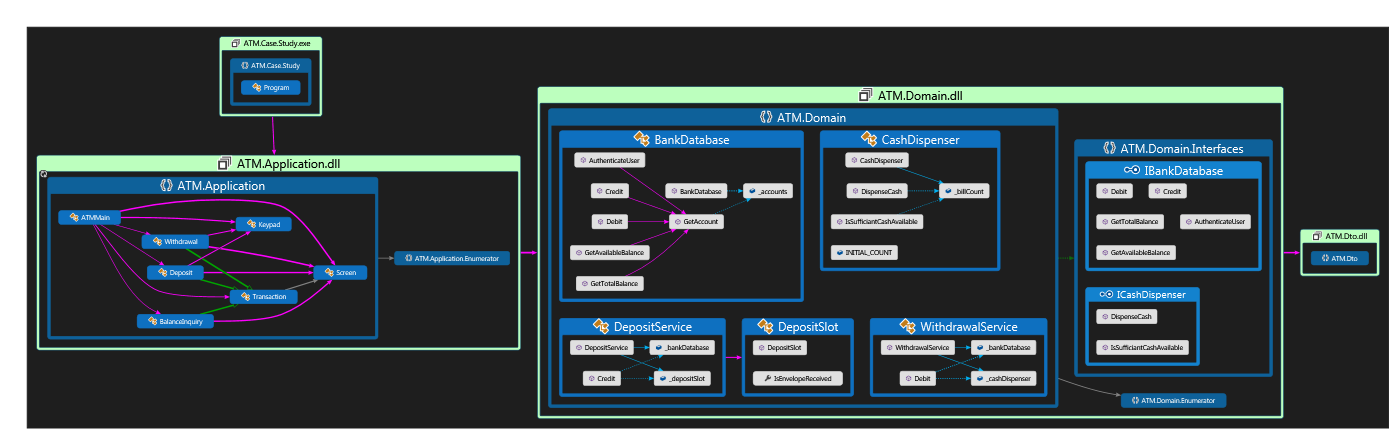 ATM.Case.Study.exe
ATM.Case.Study
Program
ATM.Application.dll
ATM.Application
ATMMain
Keypad
Withdrawal
Deposit
Screen
Transaction
BalanceInquiry
ATM.Application.Enumerator
ATM.Domain.dll
ATM.Domain
BankDatabase
AuthenticateUser
Credit
BankDatabase
_accounts
Debit
GetAccount
GetAvailableBalance
GetTotalBalance
CashDispenser
CashDispenser
DispenseCash
_billCount
IsSufficiantCashAvailable
INITIAL_COUNT
DepositService
DepositService
_bankDatabase
Credit
_depositSlot
DepositSlot
DepositSlot
IsEnvelopeReceived
WithdrawalService
WithdrawalService
_bankDatabase
Debit
_cashDispenser
ATM.Domain.Interfaces
IBankDatabase
Debit
Credit
GetTotalBalance
AuthenticateUser
GetAvailableBalance
ICashDispenser
DispenseCash
IsSufficiantCashAvailable
ATM.Domain.Enumerator
ATM.Dto.dll
ATM.Dto